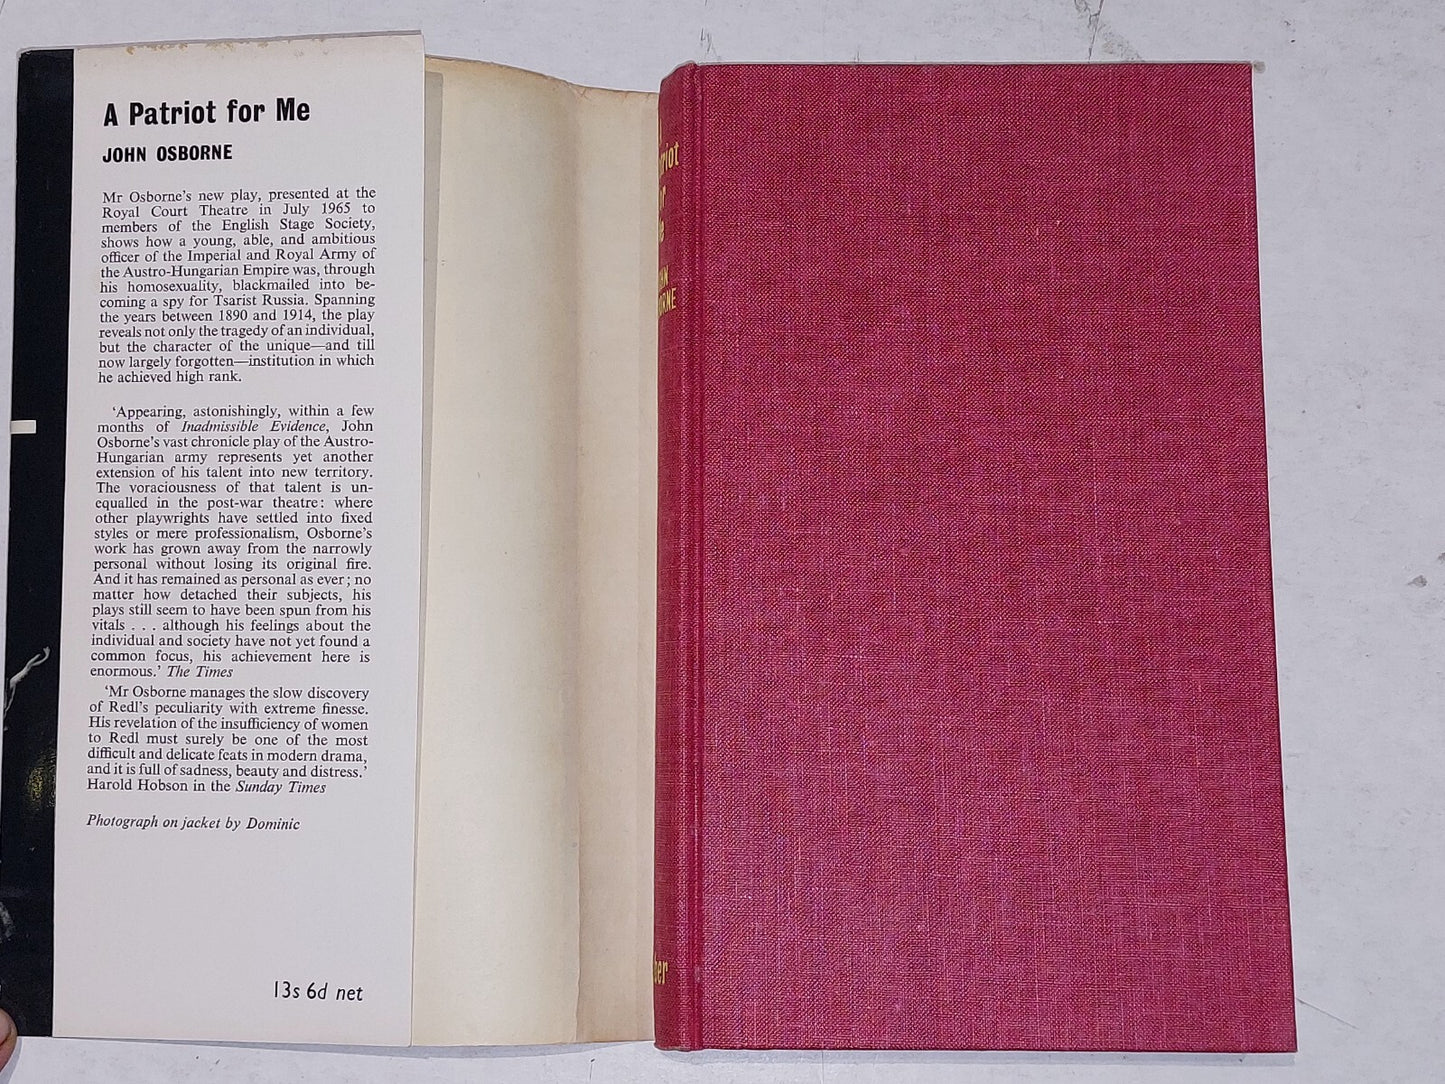 A Patriot for Me
JOHN OSBORNE
Mr Osborne's new play, presented at the
Royal Court Theatre in July 1965 to
members of the English Stage Society,
shows how a young, able, and ambitious
officer of the Imperial and Royal Army of
the Austro-Hungarian Empire was, through
his homosexuality, blackmailed into be-
coming a spy for Tsarist Russia. Spanning
the years between 1890 and 1914, the play
reveals not only the tragedy of an individual,
but the character of the unique—and till
now largely forgotten—institution in which
he achieved high rank.
'Appearing, astonishingly, within a few
months of Inadmissible Evidence, John
Osborne's vast chronicle play of the Austro-
Hungarian army represents yet another
extension of his talent into new territory.
The voraciousness of that talent is un-
equalled in the post-war theatre: where
other playwrights have settled into fixed
styles or mere professionalism, Osborne's
work has grown away from the narrowly
personal without losing its original fire.
And it has remained as personal as ever; no
matter how detached their subjects, his
plays still seem to have been spun from his
vitals . . . although his feelings about the
individual and society have not yet found a
common focus, his achievement here is
enormous.' The Times
'Mr Osborne manages the slow discovery
of Redl's peculiarity with extreme finesse.
His revelation of the insufficiency of women
to Redl must surely be one of the most
difficult and delicate feats in modern drama,
and it is full of sadness, beauty and distress.'
Harold Hobson in the Sunday Times
Photograph on jacket by Dominic
13s 6d net